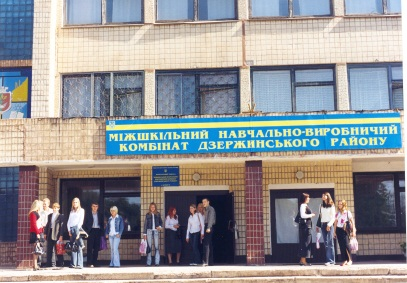 МІЖШКІЛЬНИЙ НАВЧАЛЬНО-ВИРОБНИЧИЙ
КОМБІНАТ ДЗЕРЖИНСЬКОГО РАЙОНУ